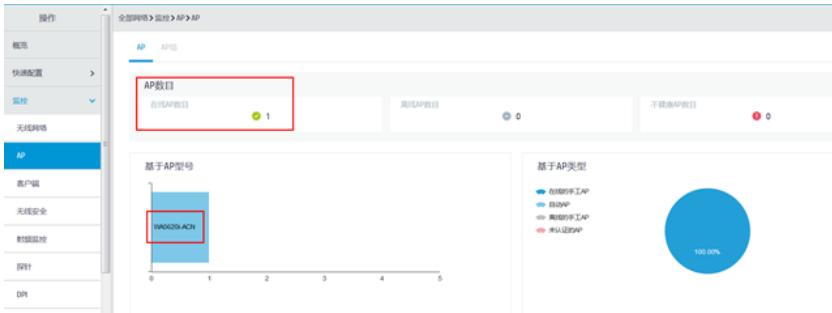 操作
全部网络>监控>AP>AP
概览
快速配置
监控
无线网络
AP
客户端
无线安全
射频监控
探针
DPI
AP AP组
AP数目
在线AP数目
1
离线AP数目
0
不健康AP数目
0
基于AP型号
WA6620i-ACN
0 1 2 3 4 5
基于AP类型
在线的手工AP
自动AP
离线的手工AP
未认证的AP
100.00%